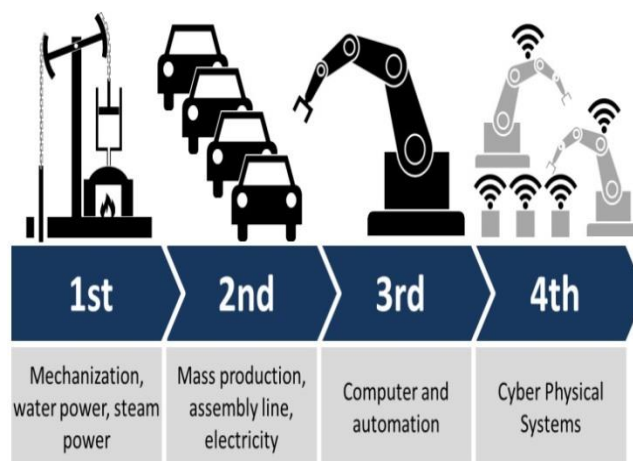 1st
2nd
3rd
4th
Mechanization,
water power, steam
power
Mass production,
assembly line,
electricity
Computer and
automation
Cyber Physical
Systems